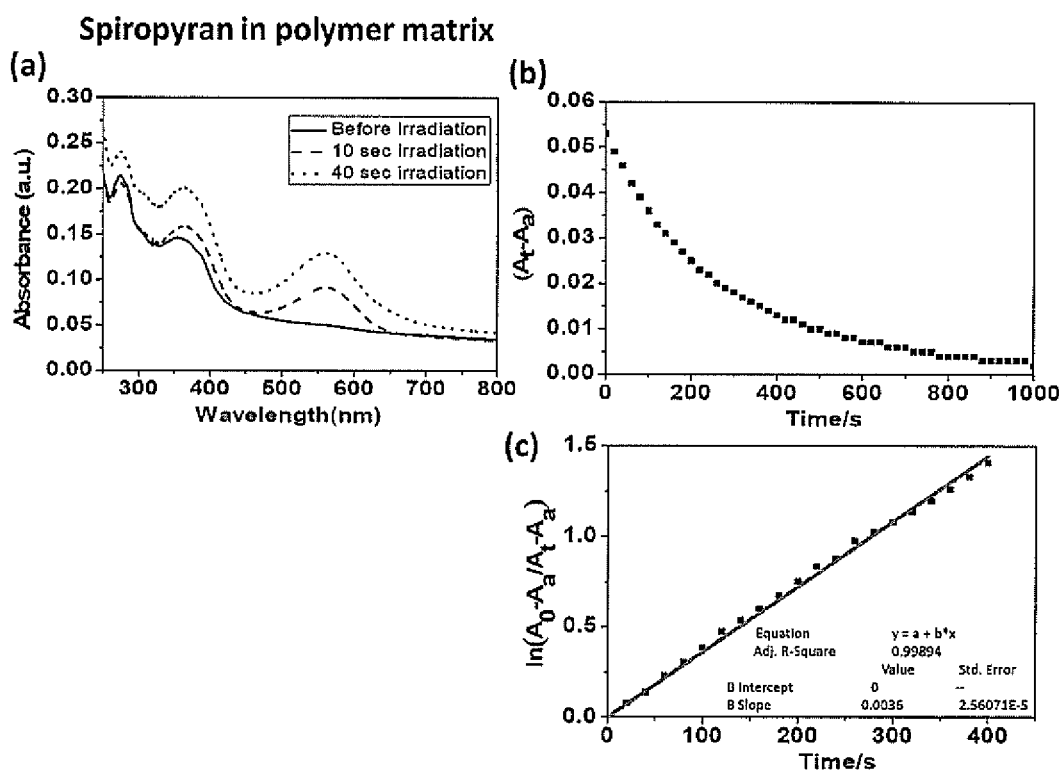 Spiropyran in polymer matrix
(a)
0.30
0.25
0.20
0.15
0.10
0.05
0.00
Absorbance (a.u.)
Before Irradiation
10 sec irradiation
40 sec irradiation
300 400 500 600 700 800
Wavelength(nm)
(b)
0.06
0.05
0.04
0.03
0.02
0.01
0.00
(At-Aa)
0 200 400 600 800 1000
Time/s
(c)
1.5
1.0
0.5
0.0
ln(A0-Aa/At-Aa)
Equation y = a + b*x
Adj. R-Square 0.99894
Value Std. Error
B Intercept 0 --
B Slope 0.0036 2.56071E-5
0 100 200 300 400
Time/s